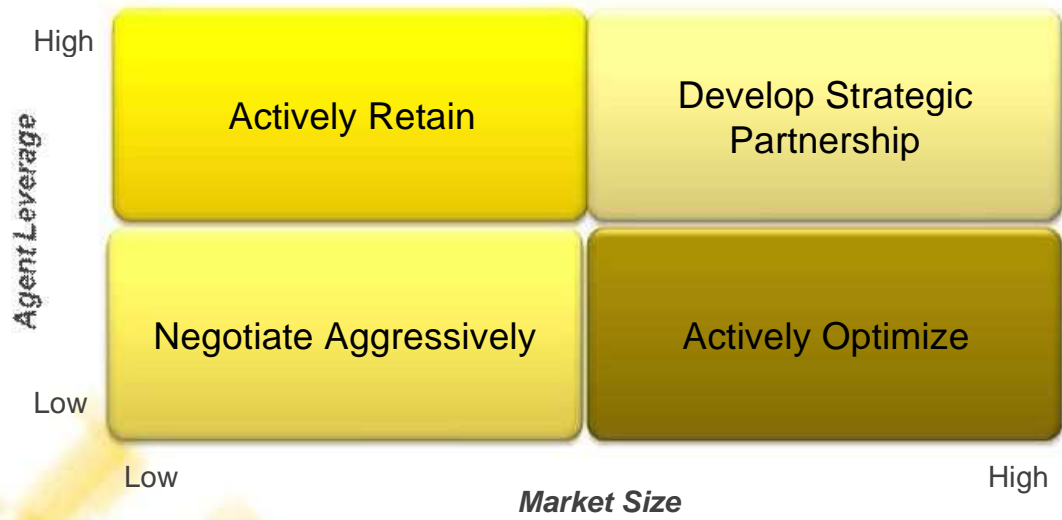 High
Actively Retain
Develop Strategic
Partnership
Agent Leverage
Negotiate Aggressively
Actively Optimize
Low
Low
High
Market Size